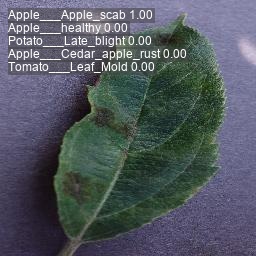 Apple___Apple_scab 1.00
Apple___healthy 0.00
Potato___Late_blight 0.00
Apple___Cedar_apple_rust 0.00
Tomato___Leaf_Mold 0.00